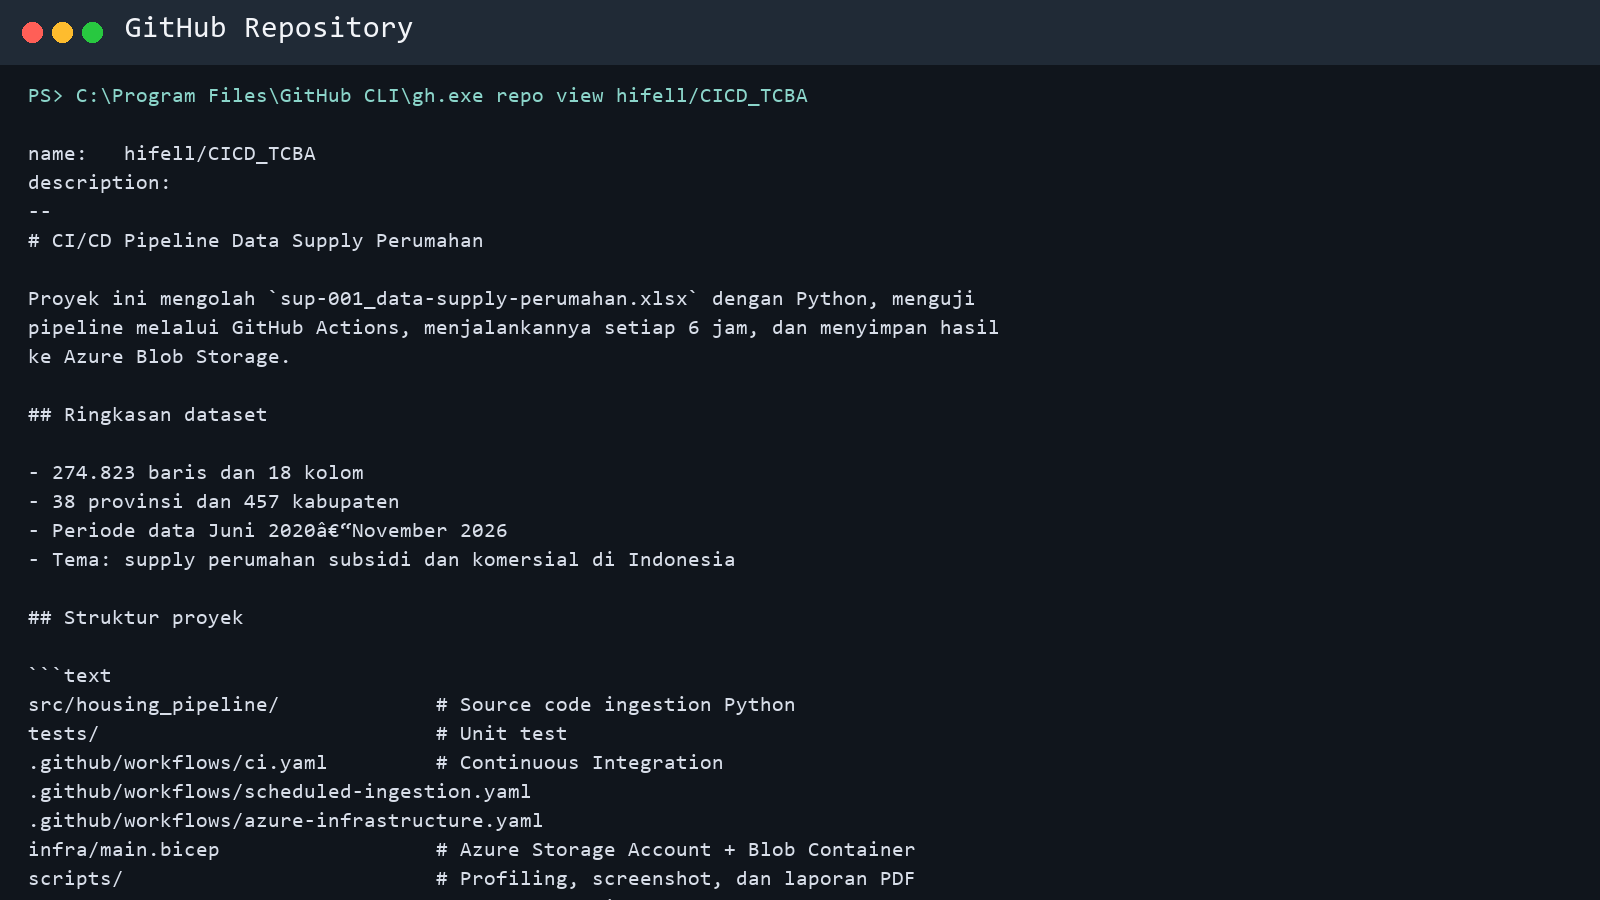 GitHub Repository
PS> C:\Program Files\GitHub CLI\gh.exe repo view hifell/CICD_TCBA
name:   hifell/CICD_TCBA
description:
--
# CI/CD Pipeline Data Supply Perumahan
Proyek ini mengolah `sup-001_data-supply-perumahan.xlsx` dengan Python, menguji
pipeline melalui GitHub Actions, menjalankannya setiap 6 jam, dan menyimpan hasil
ke Azure Blob Storage.
## Ringkasan dataset
- 274.823 baris dan 18 kolom
- 38 provinsi dan 457 kabupaten
- Periode data Juni 2020â€“November 2026
- Tema: supply perumahan subsidi dan komersial di Indonesia
## Struktur proyek
```text
src/housing_pipeline/             # Source code ingestion Python
tests/                            # Unit test
.github/workflows/ci.yaml         # Continuous Integration
.github/workflows/scheduled-ingestion.yaml
.github/workflows/azure-infrastructure.yaml
infra/main.bicep                  # Azure Storage Account + Blob Container
scripts/                          # Profiling, screenshot, dan laporan PDF